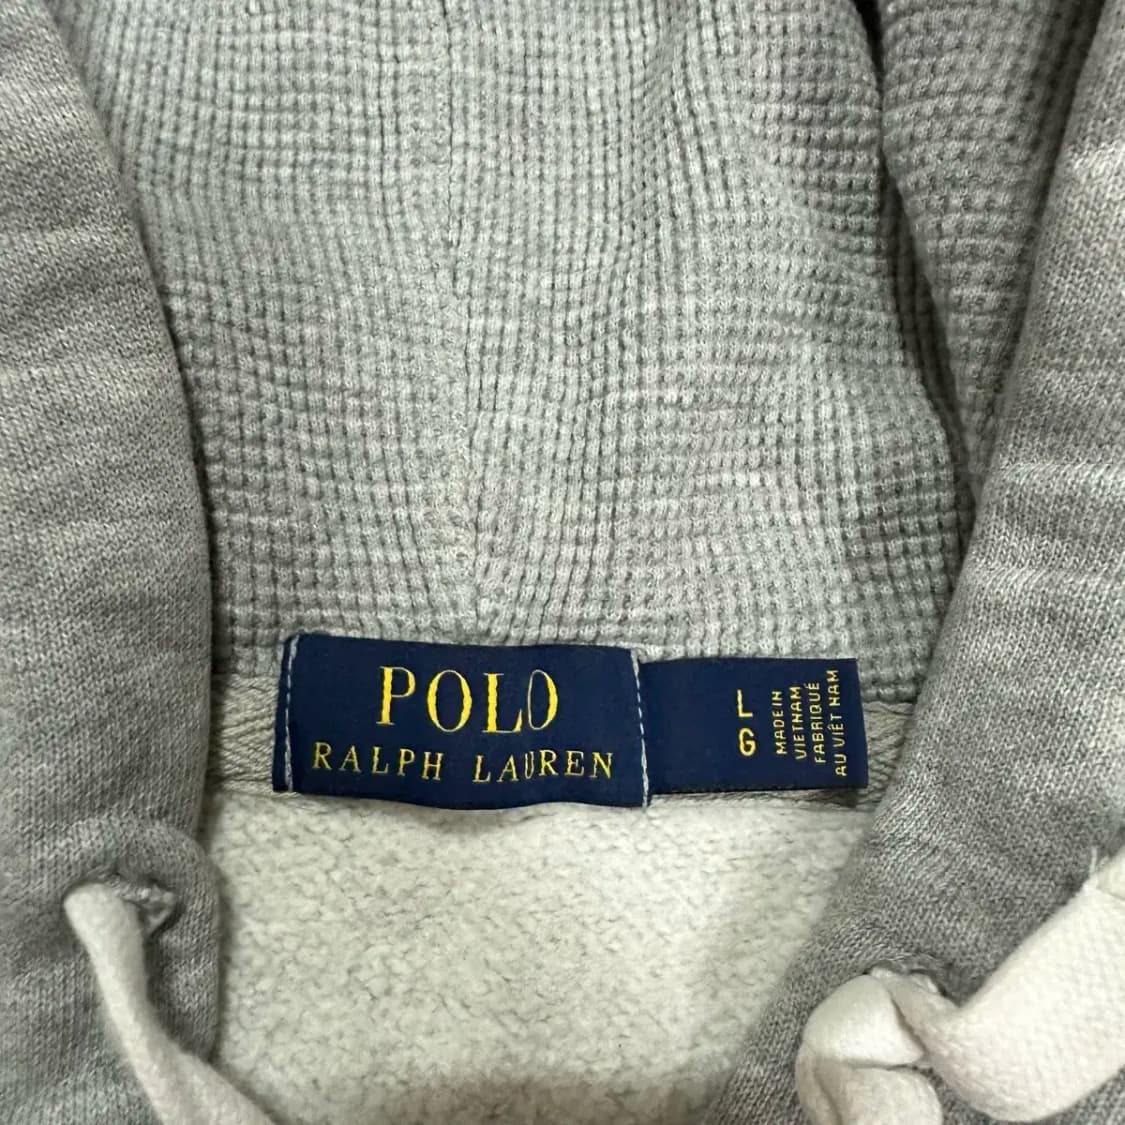 POLO
RALPH LAUREN
L
G
MADE IN
VIETNAM
FABRIQUÉ
AU VIÊT NAM